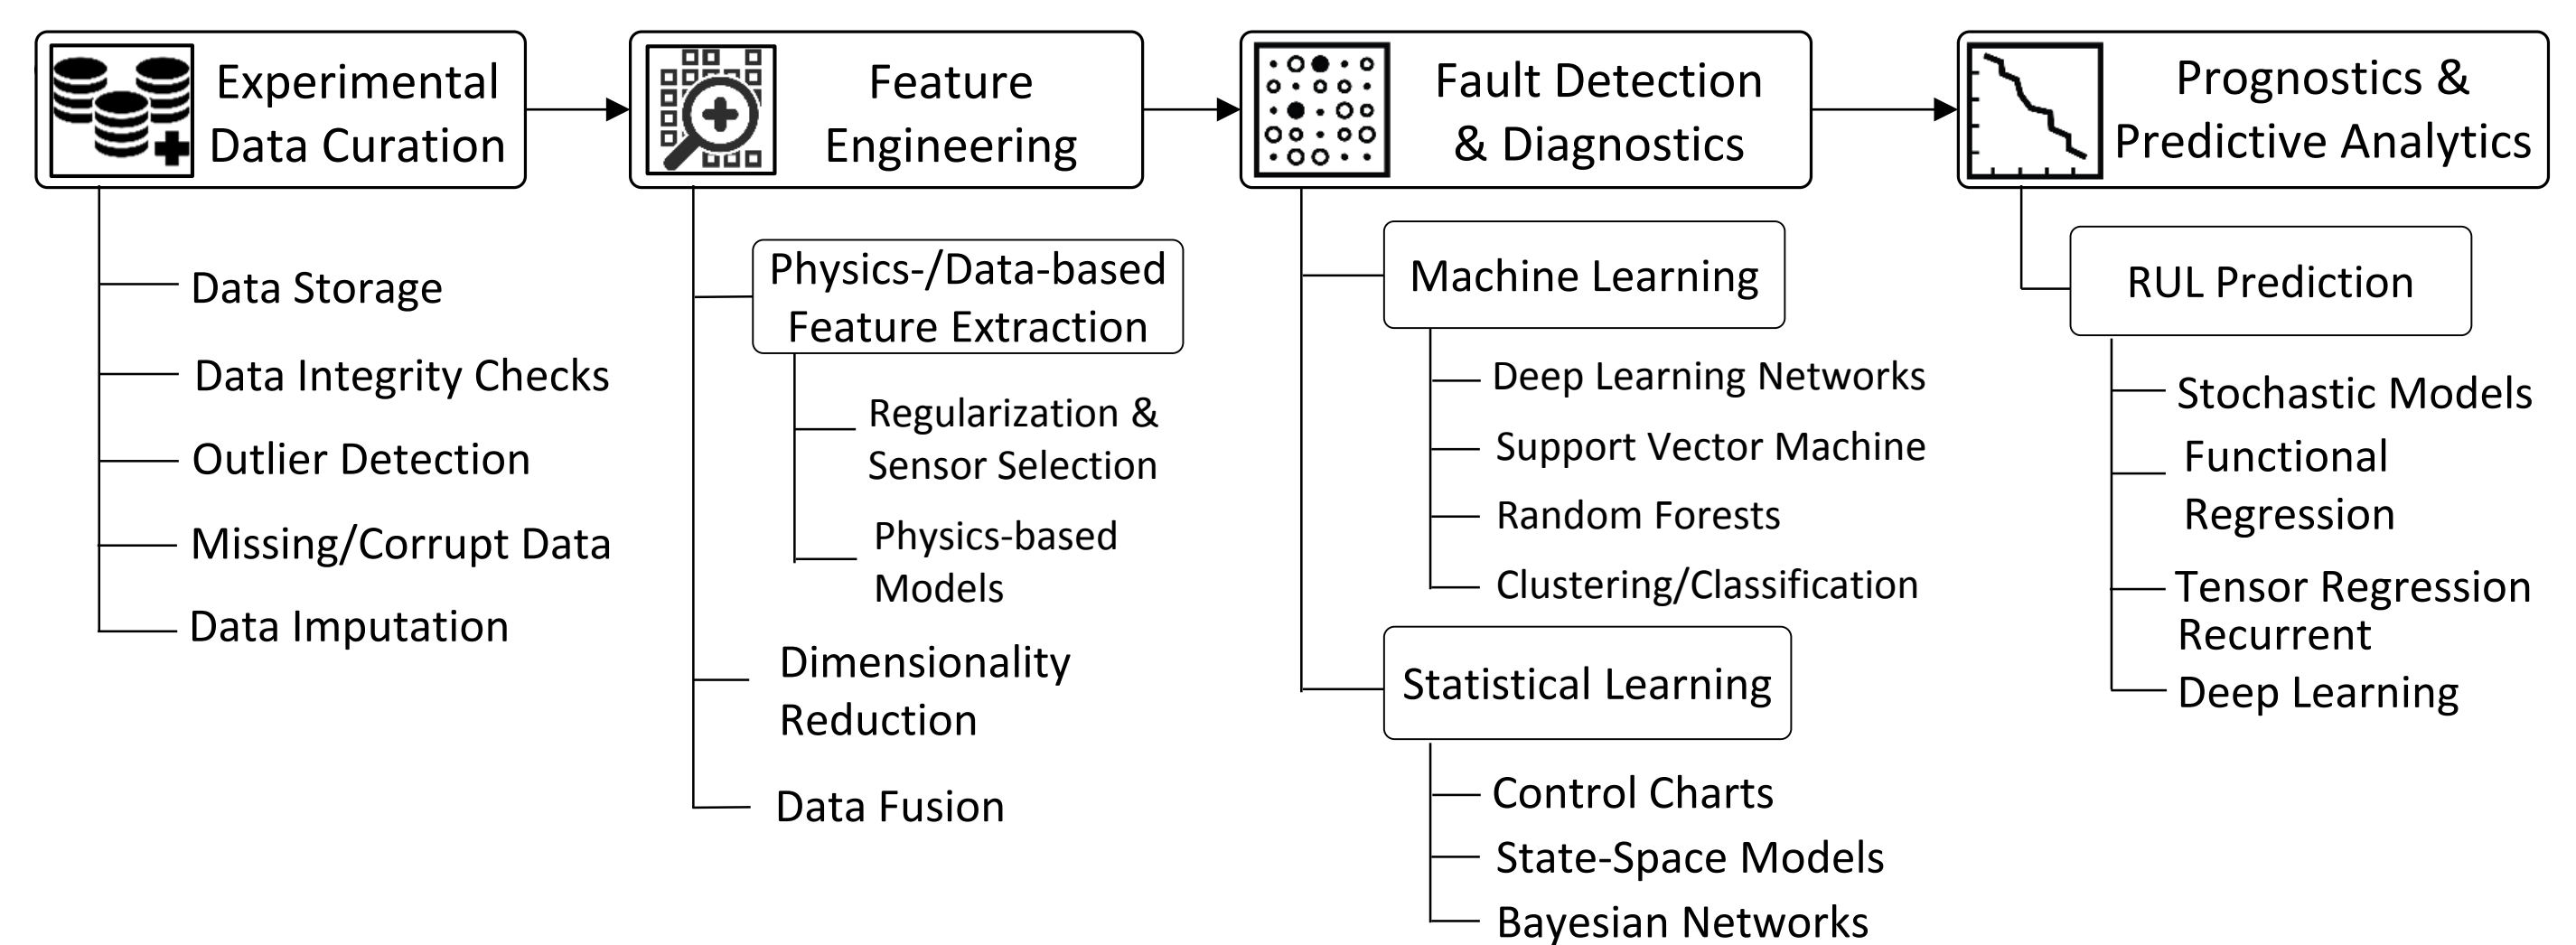 Experimental
Data Curation
Data Storage
Data Integrity Checks
Outlier Detection
Missing/Corrupt Data
Data Imputation
Feature
Engineering
Physics-/Data-based
Feature Extraction
Regularization &
Sensor Selection
Physics-based
Models
Dimensionality
Reduction
Data Fusion
Fault Detection
& Diagnostics
Machine Learning
Deep Learning Networks
Support Vector Machine
Random Forests
Clustering/Classification
Statistical Learning
Control Charts
State-Space Models
Bayesian Networks
Prognostics &
Predictive Analytics
RUL Prediction
Stochastic Models
Functional
Regression
Tensor Regression
Recurrent
Deep Learning